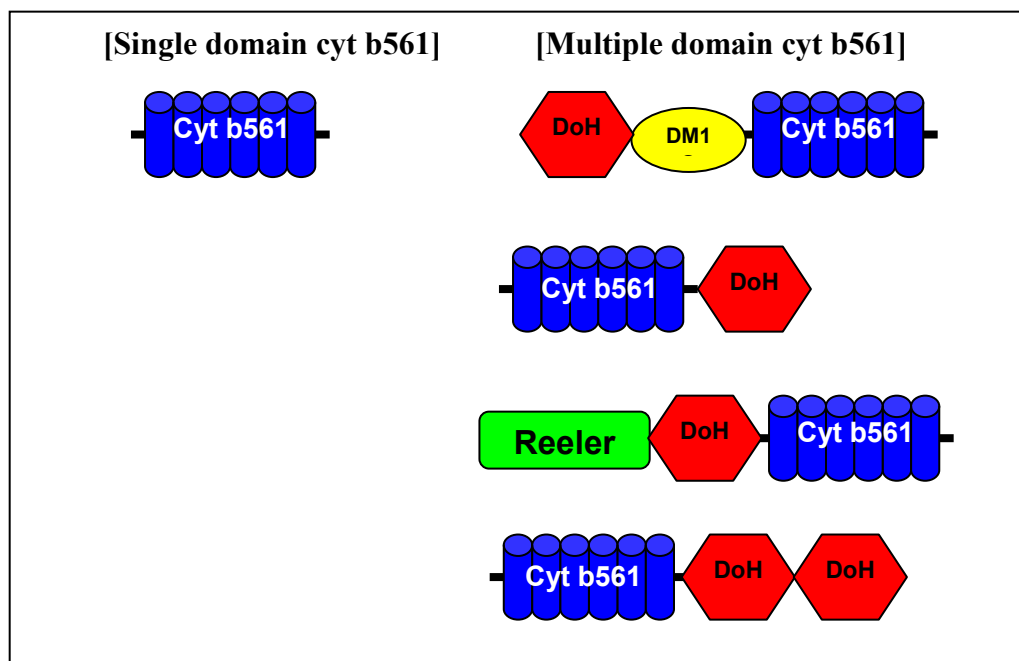 [Single domain cyt b561] [Multiple domain cyt b561]
Cyt b561 DoH DM1 Cyt b561
-
Cyt b561 DoH
Reeler DoH Cyt b561
Cyt b561 DoH DoH